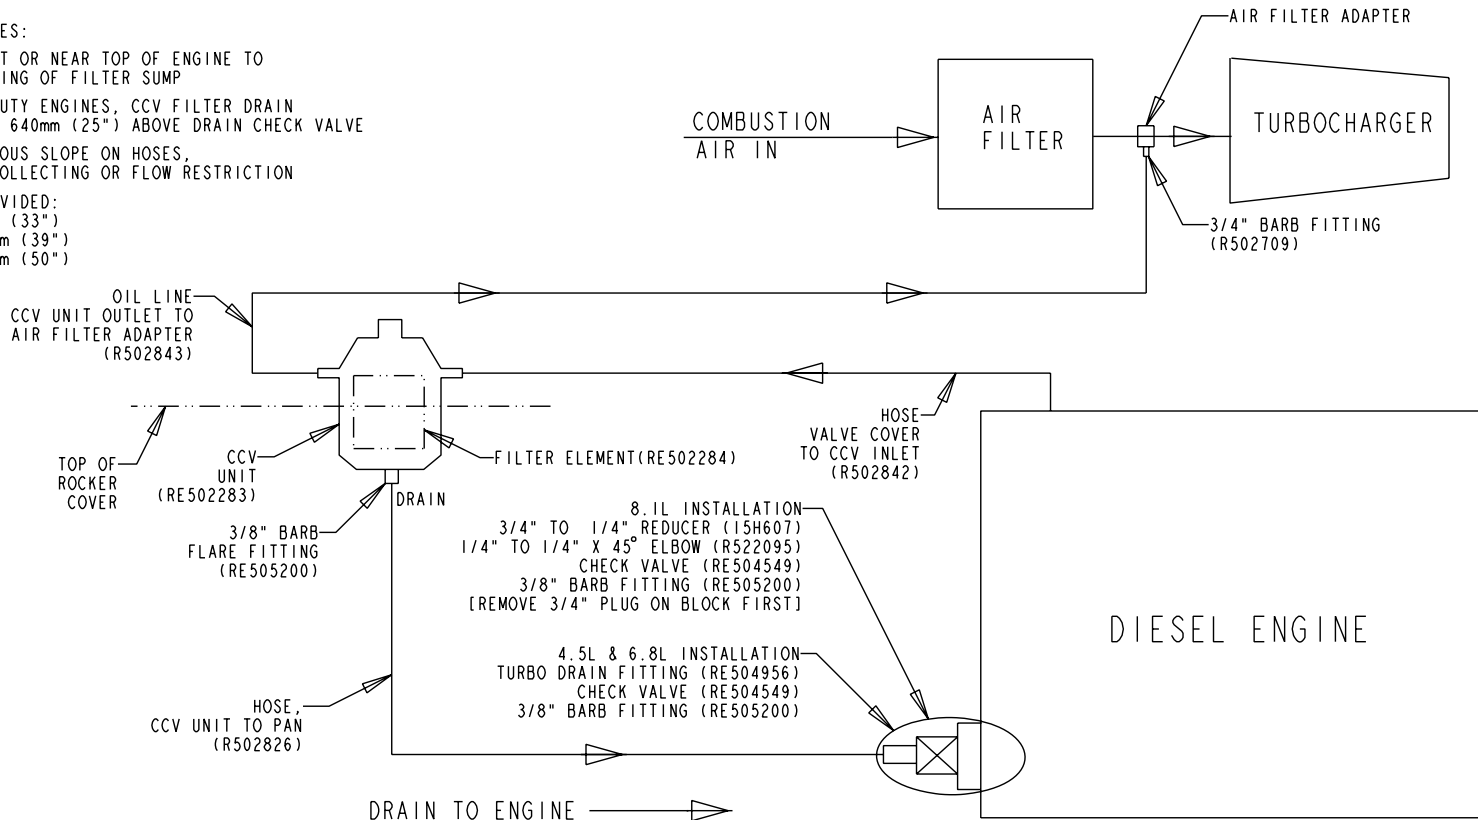 ES:
T OR NEAR TOP OF ENGINE TO
ING OF FILTER SUMP
UTY ENGINES, CCV FILTER DRAIN
640mm (25") ABOVE DRAIN CHECK VALVE
OUS SLOPE ON HOSES,
OLLECTING OR FLOW RESTRICTION
VIDED:
(33")
m (39")
m (50")
AIR FILTER ADAPTER
COMBUSTION
AIR IN
AIR
FILTER
TURBOCHARGER
3/4" BARB FITTING
(R502709)
OIL LINE
CCV UNIT OUTLET TO
AIR FILTER ADAPTER
(R502843)
TOP OF
ROCKER
COVER
CCV
UNIT
(RE502283)
FILTER ELEMENT(RE502284)
DRAIN
3/8" BARB
FLARE FITTING
(RE505200)
HOSE
VALVE COVER
TO CCV INLET
(R502842)
8.1L INSTALLATION
3/4" TO 1/4" REDUCER (15H607)
1/4" TO 1/4" X 45° ELBOW (R522095)
CHECK VALVE (RE504549)
3/8" BARB FITTING (RE505200)
[REMOVE 3/4" PLUG ON BLOCK FIRST]
4.5L & 6.8L INSTALLATION
TURBO DRAIN FITTING (RE504956)
CHECK VALVE (RE504549)
3/8" BARB FITTING (RE505200)
HOSE,
CCV UNIT TO PAN
(R502826)
DIESEL ENGINE
DRAIN TO ENGINE